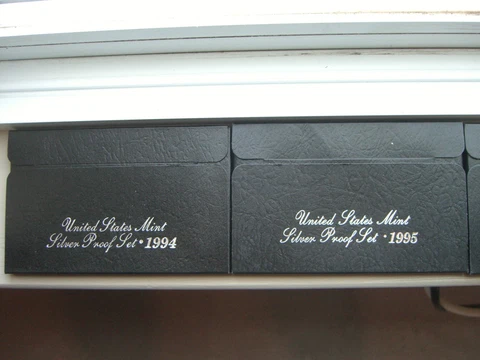 United States Mint
Silver Proof Set • 1994
United States Mint
Silver Proof Set • 1995